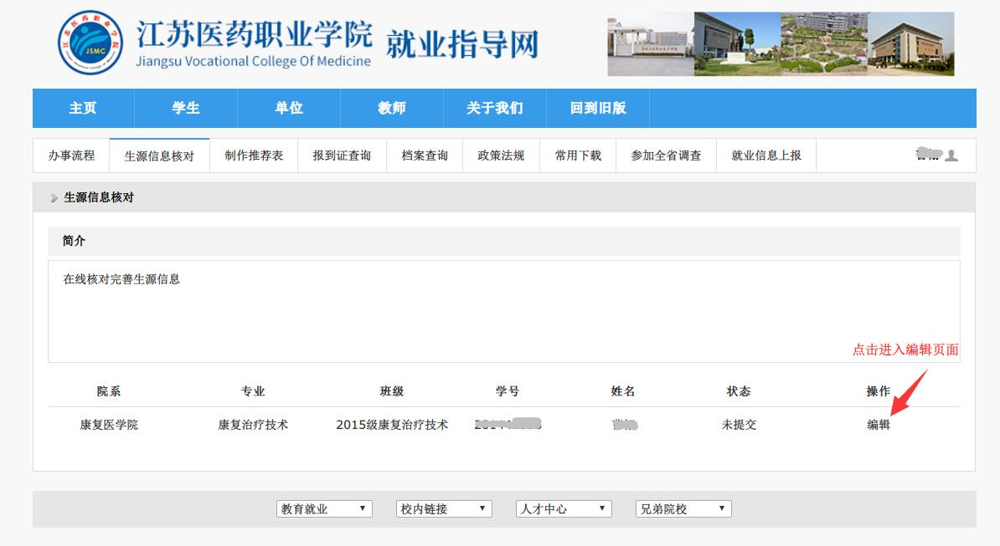 江苏医药职业学院 就业指导网
JSMC
Jiangsu Vocational College Of Medicine
主页 学生 单位 教师 关于我们 回到旧版
办事流程 生源信息核对 制作推荐表 报到证查询 档案查询 政策法规 常用下载 参加全省调查 就业信息上报
生源信息核对
简介
在线核对完善生源信息
点击进入编辑页面
院系 专业 班级 学号 姓名 状态 操作
康复医学院 康复治疗技术 2015级康复治疗技术 未提交 编辑
教育就业 校内链接 人才中心 兄弟院校